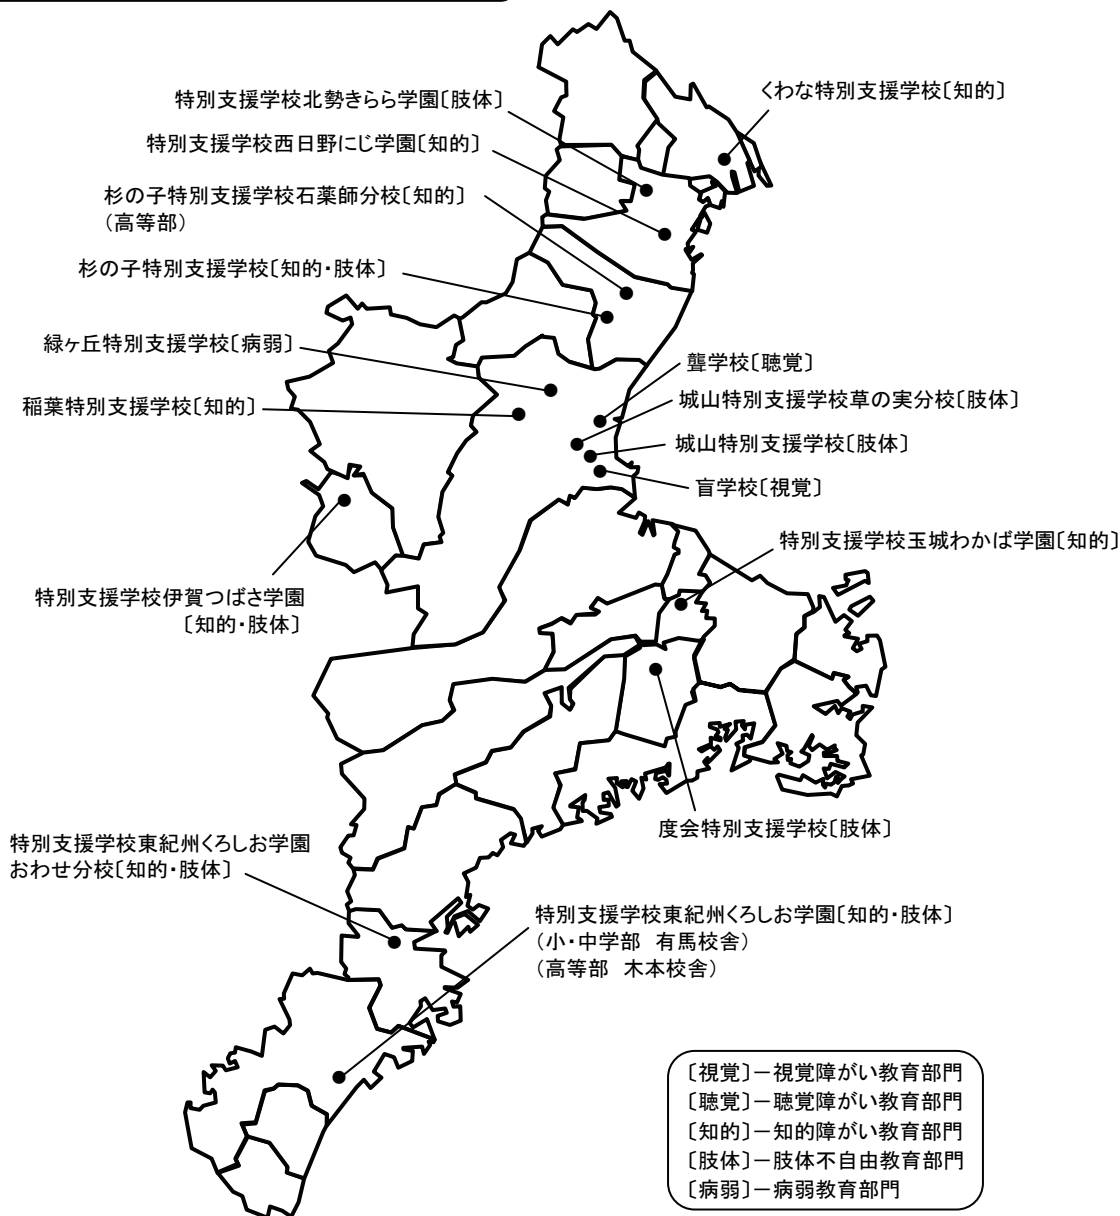 特別支援学校北勢きらら学園〔肢体〕
くわな特別支援学校〔知的〕
特別支援学校西日野にじ学園〔知的〕
杉の子特別支援学校石薬師分校〔知的〕
（高等部）
杉の子特別支援学校〔知的・肢体〕
緑ヶ丘特別支援学校〔病弱〕
稲葉特別支援学校〔知的〕
聾学校〔聴覚〕
城山特別支援学校草の実分校〔肢体〕
城山特別支援学校〔肢体〕
盲学校〔視覚〕
特別支援学校玉城わかば学園〔知的〕
特別支援学校伊賀つばさ学園
〔知的・肢体〕
度会特別支援学校〔肢体〕
特別支援学校東紀州くろしお学園
おわせ分校〔知的・肢体〕
特別支援学校東紀州くろしお学園〔知的・肢体〕
（小・中学部　有馬校舎）
（高等部　木本校舎）
〔視覚〕－視覚障がい教育部門
〔聴覚〕－聴覚障がい教育部門
〔知的〕－知的障がい教育部門
〔肢体〕－肢体不自由教育部門
〔病弱〕－病弱教育部門